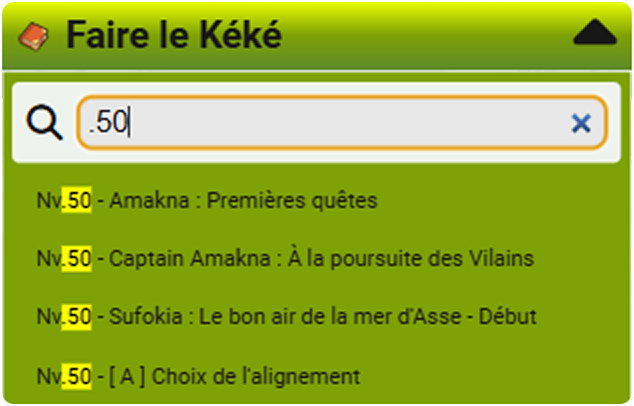 Faire le Kéké
.50
Nv.50 - Amakna : Premières quêtes
Nv.50 - Captain Amakna : À la poursuite des Vilains
Nv.50 - Sufokia : Le bon air de la mer d'Asse - Début
Nv.50 - [ A ] Choix de l'alignement